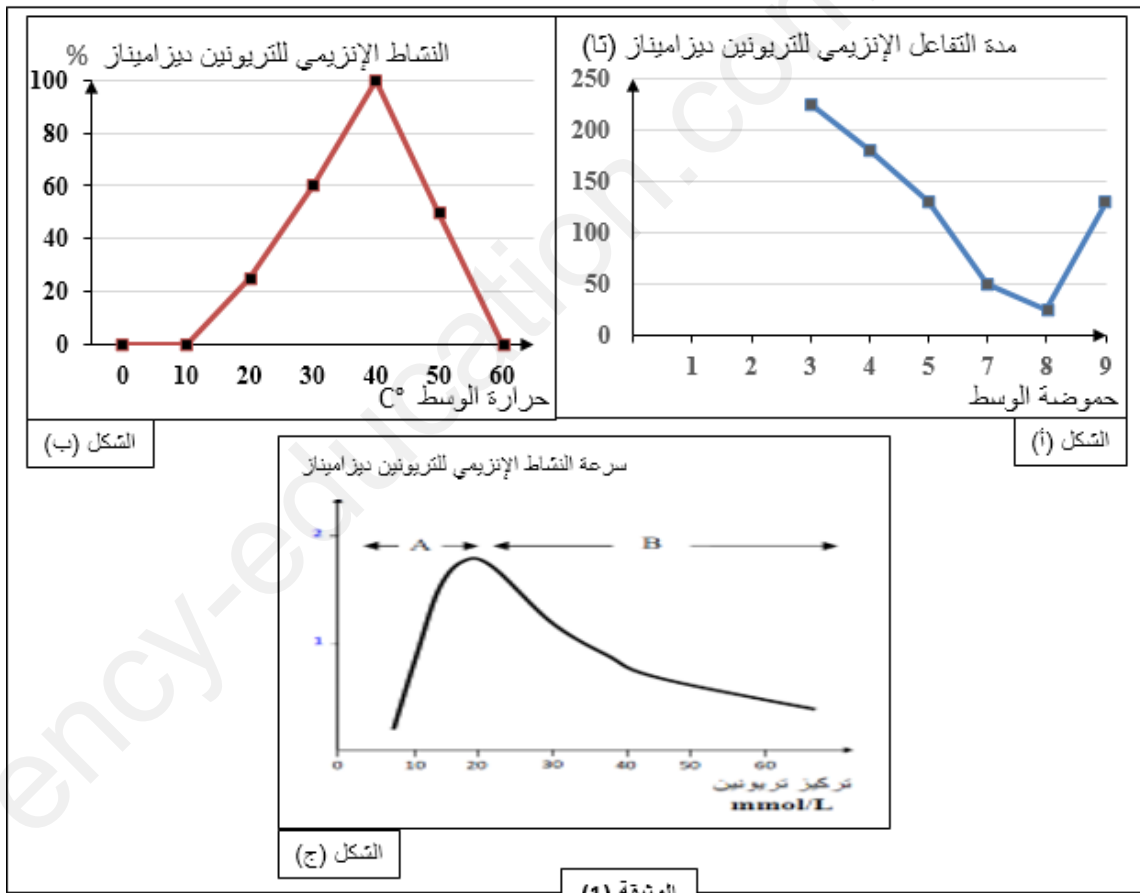 النشاط الإنزيمي للتريونين ديزاميناز %
100
80
60
40
20
0
0 10 20 30 40 50 60
حرارة الوسط °C
الشكل (ب)
مدة التفاعل الإنزيمي للتريونين ديزاميناز (ثا)
250
200
150
100
50
0
1 2 3 4 5 7 8 9
حموضة الوسط
الشكل (أ)
سرعة النشاط الإنزيمي للتريونين ديزاميناز
2
A B
1
0 10 20 30 40 50 60
تركيز تريونين
mmol/L
الشكل (ج)
ency-education.com